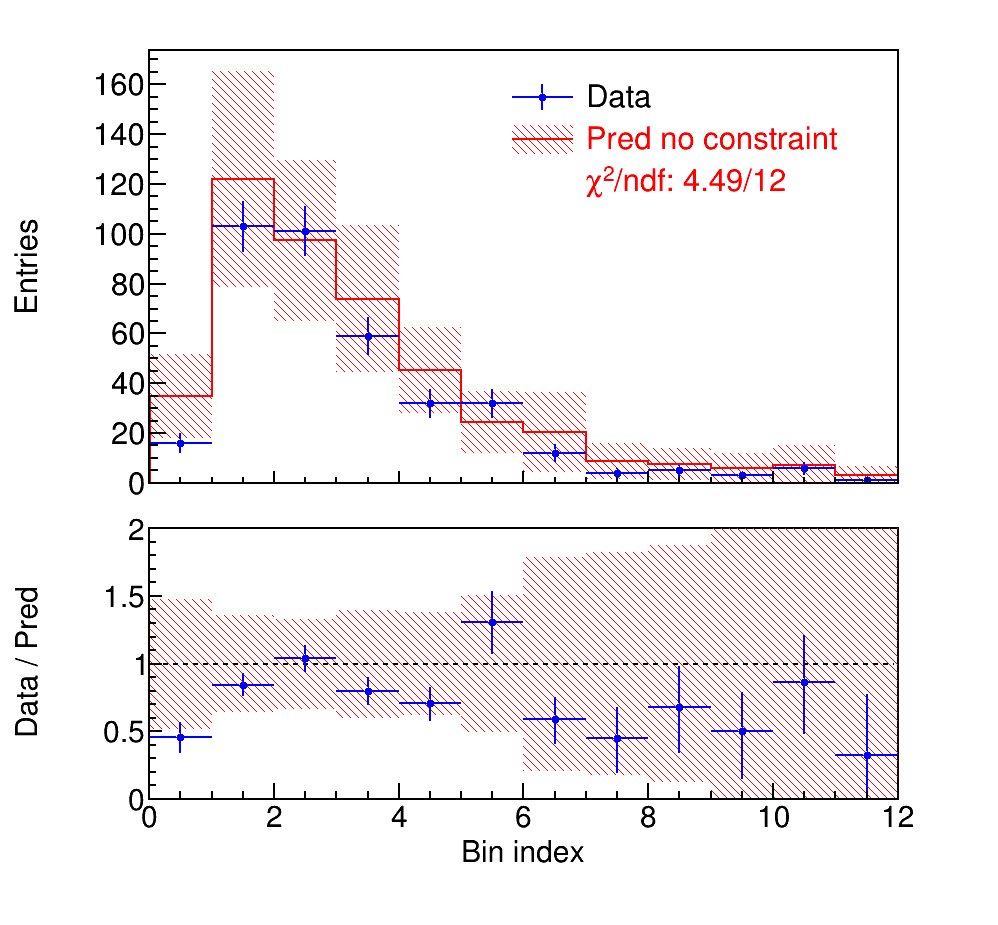 160
140
120
100
80
60
40
20
0
Entries
Data
Pred no constraint
χ²/ndf: 4.49/12
2
1.5
1
0.5
0
Data / Pred
0 2 4 6 8 10 12
Bin index